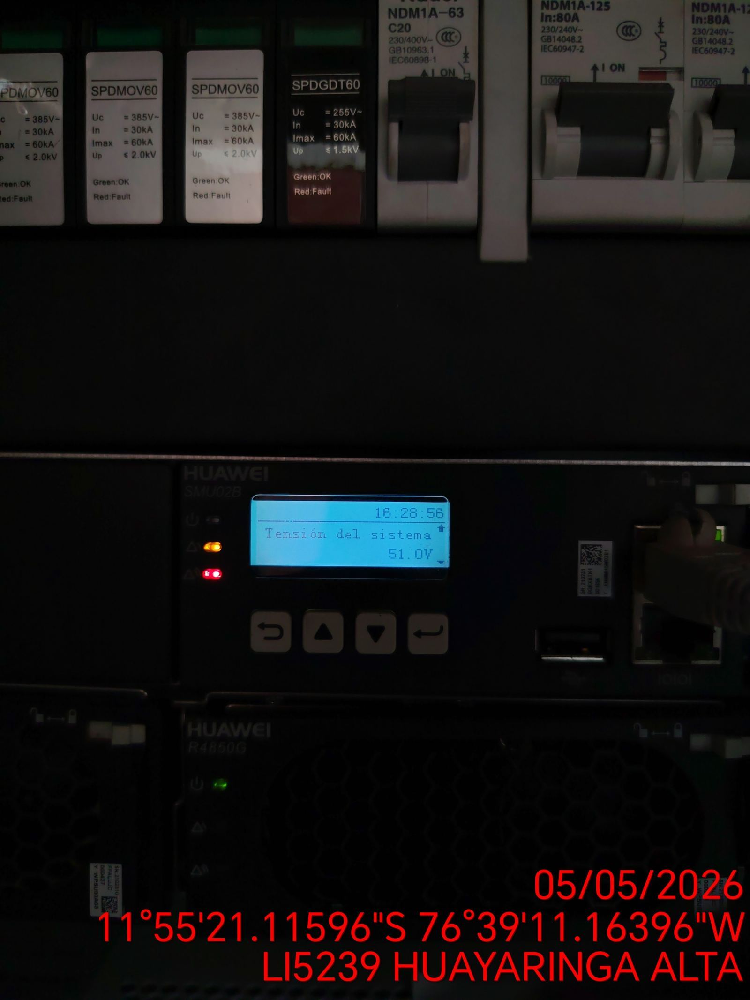 PDMOV60
= 385V~
= 30kA
= 60kA
≤ 2.0kV
SPDMOV60
Uc = 385V~
In = 30kA
Imax = 60kA
Up ≤ 2.0kV
Green:OK
Red:Fault
SPDMOV60
Uc = 385V~
In = 30kA
Imax = 60kA
Up ≤ 2.0kV
Green:OK
Red:Fault
SPDGDT60
Uc = 255V~
In = 30kA
Imax = 60kA
Up ≤ 1.5kV
Green:OK
Red:Fault
NDM1A-63
C20
230/400V~
GB10963.1
IEC60898-1
I ON
NDM1A-125
In:80A
230/240V~
GB14048.2
IEC60947-2
I ON
10000
NDM1A-12
In:80A
230/240V~
GB14048.2
IEC60947-2
10000
HUAWEI
SMU02B
16:28:56
Tensión del sistema
51.0V
HUAWEI
R4850G
05/05/2026
11°55'21.11596"S 76°39'11.16396"W
LI5239 HUAYARINGA ALTA